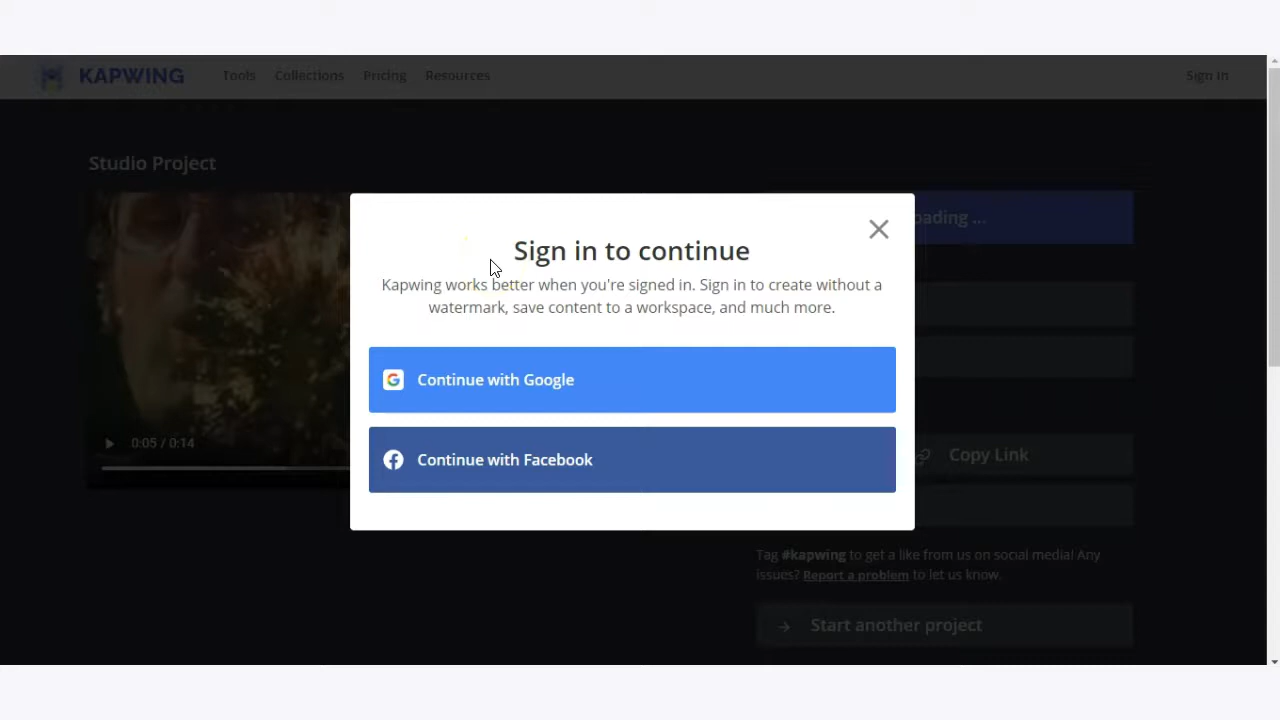 KAPWING
Tools
Collections
Pricing
Resources
Sign In
Studio Project
Sign in to continue
Kapwing works better when you're signed in. Sign in to create without a
watermark, save content to a workspace, and much more.
Continue with Google
Continue with Facebook
0:05 / 0:14
Copy Link
Tag #kapwing to get a like from us on social media! Any
issues? Report a problem to let us know.
Start another project